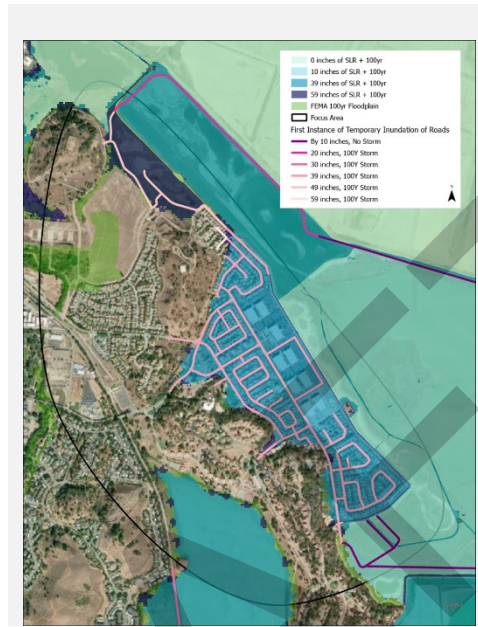 0 inches of SLR + 100yr
10 inches of SLR + 100yr
39 inches of SLR + 100yr
59 inches of SLR + 100yr
FEMA 100yr Floodplain
Focus Area
First Instance of Temporary Inundation of Roads
By 10 inches, No Storm
20 inches, 100Y Storm
30 inches, 100Y Storm
39 inches, 100Y Storm
49 inches, 100Y Storm
59 inches, 100Y Storm